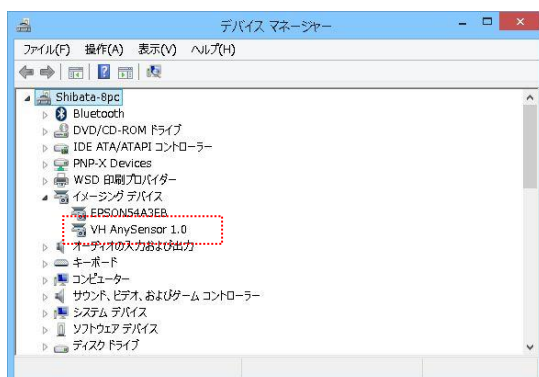 デバイス マネージャー
ファイル(F) 操作(A) 表示(V) ヘルプ(H)
Shibata-8pc
Bluetooth
DVD/CD-ROM ドライブ
IDE ATA/ATAPI コントローラー
PNP-X Devices
WSD 印刷プロバイダー
イメージング デバイス
EPSON54A3EB
VH AnySensor 1.0
オーディオの入力および出力
キーボード
コンピューター
サウンド、ビデオ、およびゲーム コントローラー
システム デバイス
ソフトウェア デバイス
ディスク ドライブ